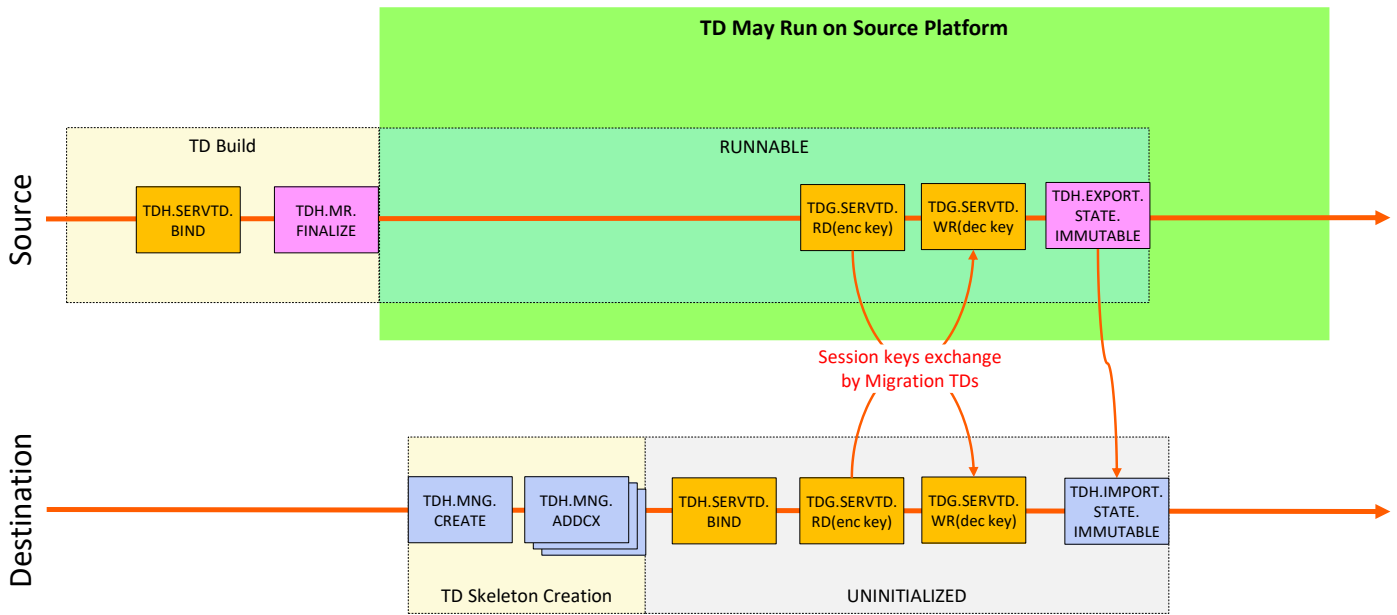 TD May Run on Source Platform
TD Build
RUNNABLE
Source
TDH.SERVTD.
BIND
TDH.MR.
FINALIZE
TDG.SERVTD.
RD(enc key)
TDG.SERVTD.
WR(dec key
TDH.EXPORT.
STATE.
IMMUTABLE
Session keys exchange
by Migration TDs
Destination
TDH.MNG.
CREATE
TDH.MNG.
ADDCX
TDH.SERVTD.
BIND
TDG.SERVTD.
RD(enc key)
TDG.SERVTD.
WR(dec key)
TDH.IMPORT.
STATE.
IMMUTABLE
TD Skeleton Creation
UNINITIALIZED